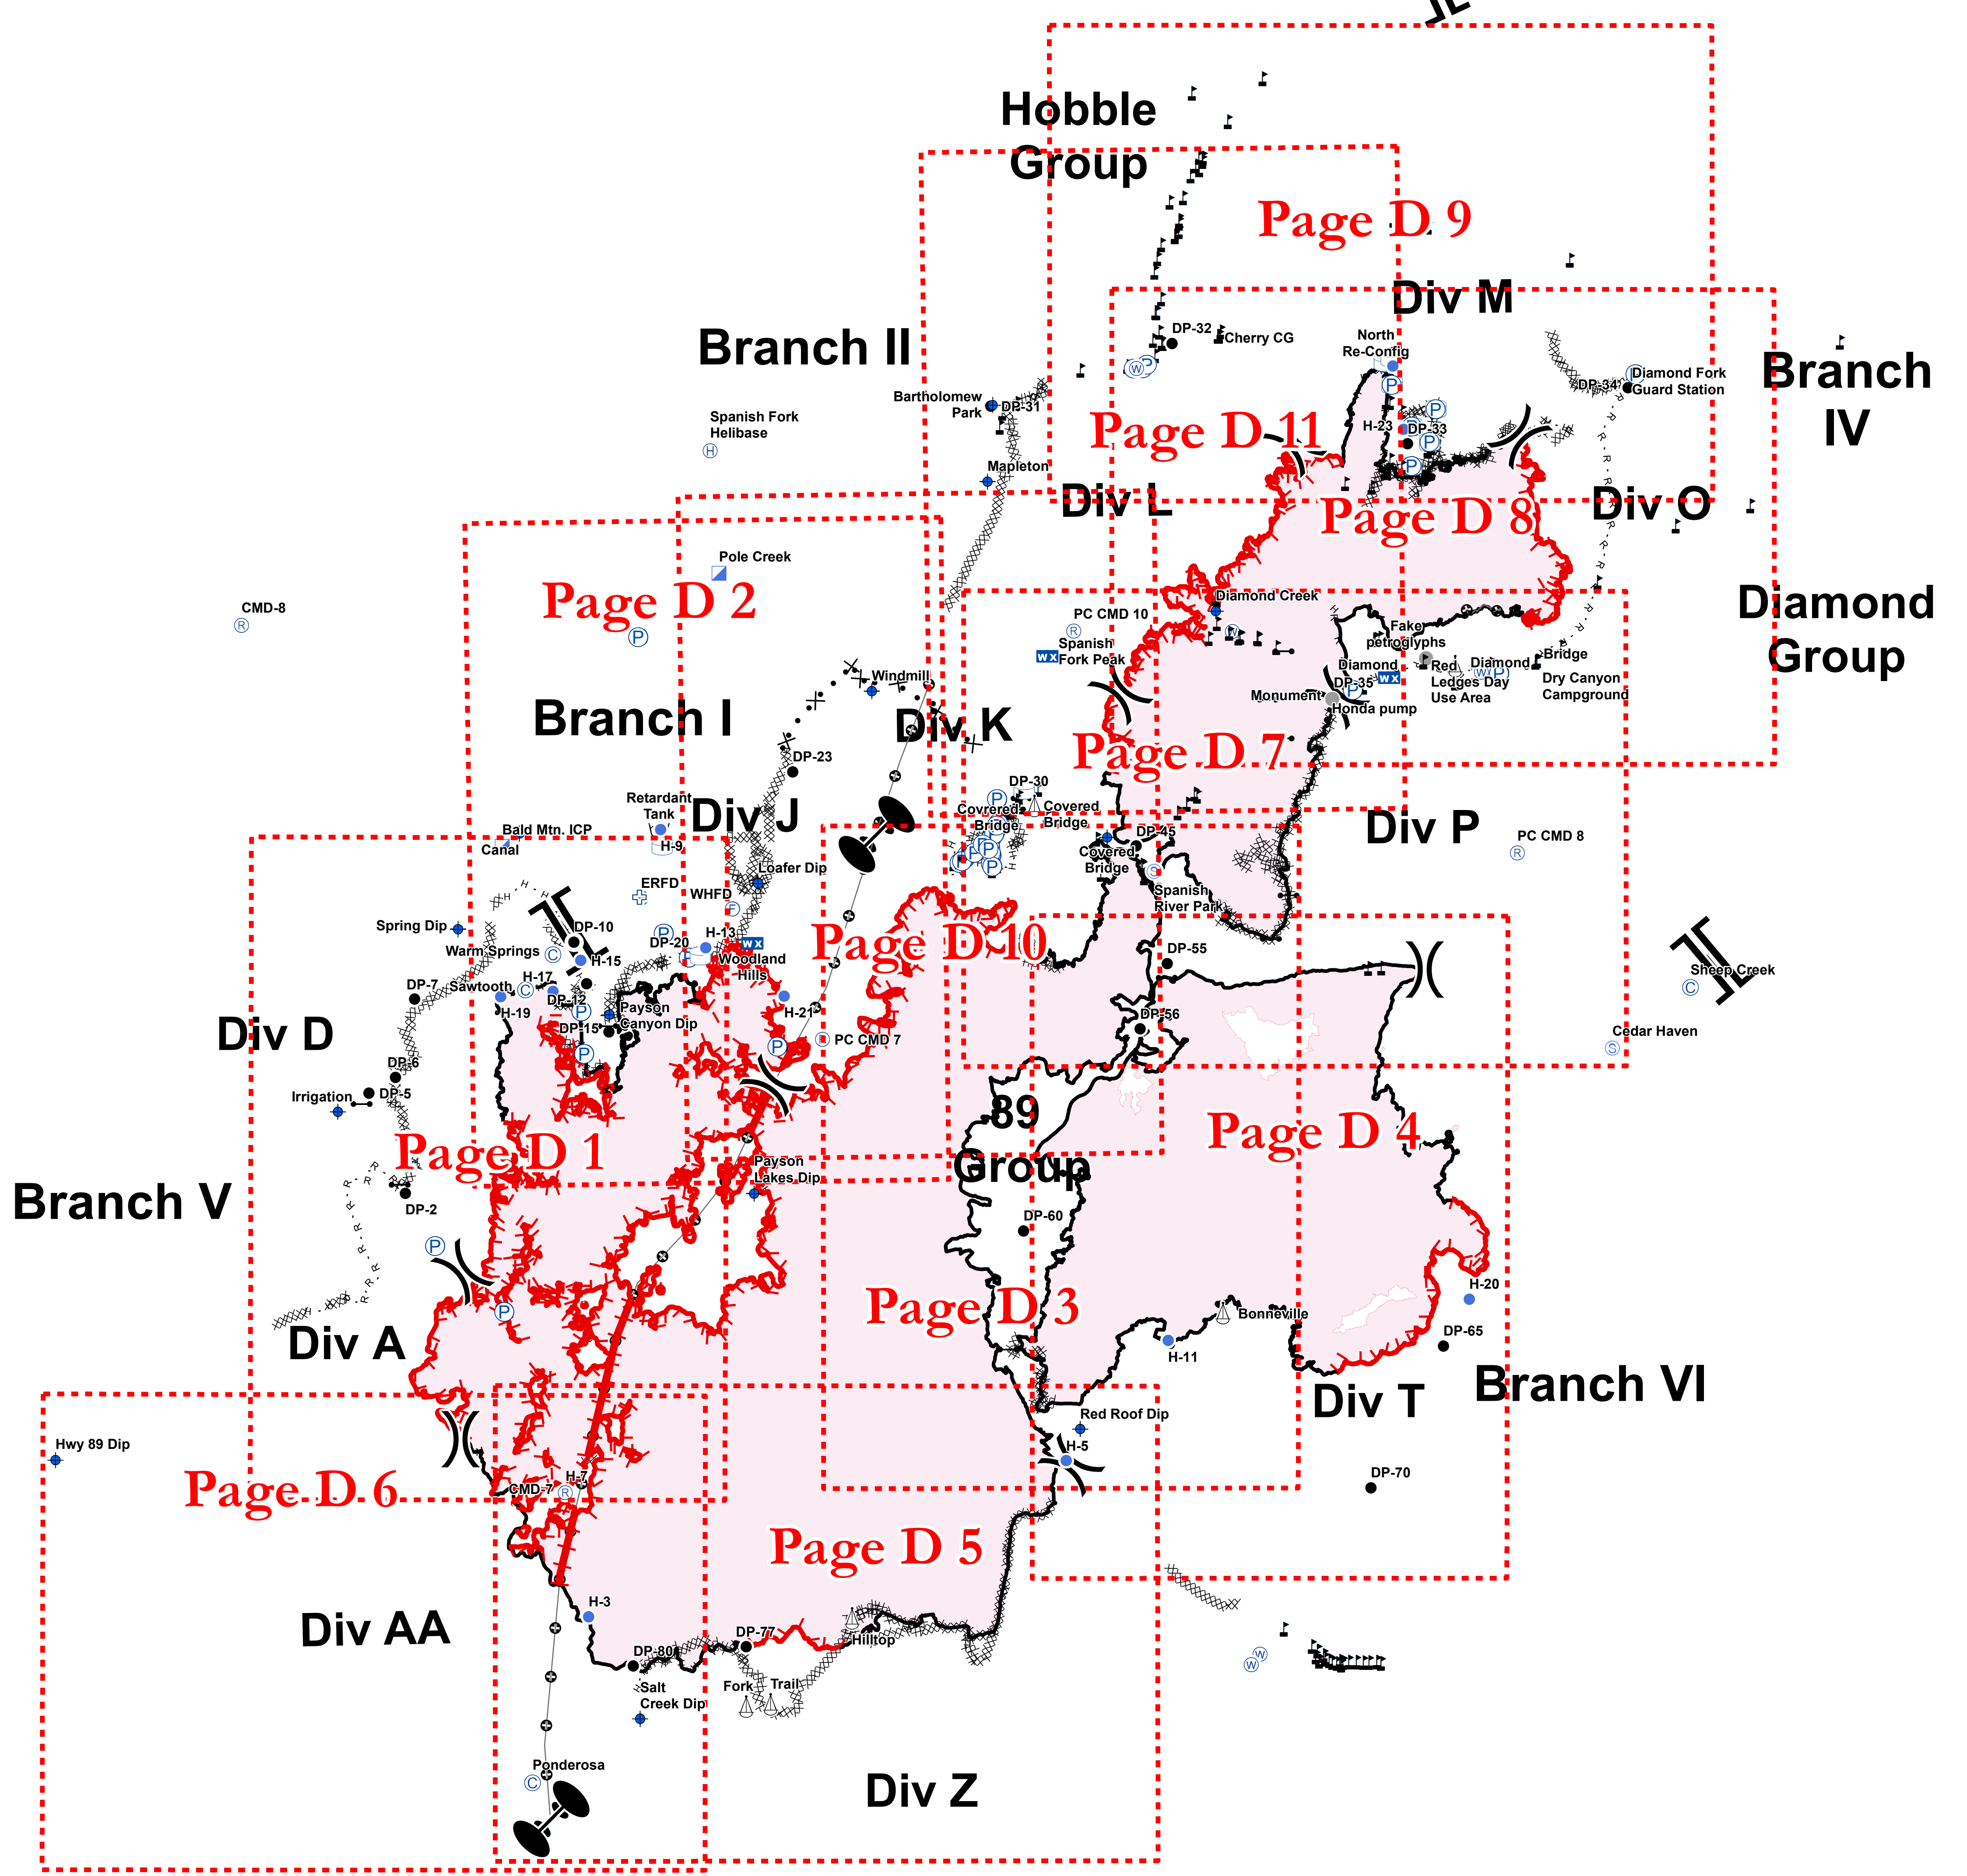 Hobble
Group
Page D 9
Div M
DP-32
Cherry CG
North
Re-Config
Branch II
Branch
IV
Diamond Fork
Guard Station
DP-34
Bartholomew
Park
DP-31
Spanish Fork
Helibase
H
P
W
P
P
Page D 11
H-23
DP-33
P
P
Mapleton
Div L
Page D 8
Div O
Pole Creek
Page D 2
P
CMD-8
R
Diamond Creek
W
PC CMD 10
R
Spanish
Fork Peak
WX
Fake
petroglyphs
Diamond
Group
Bridge
Diamond
WX
Red
Ledges Day
Use Area
Diamond
W
P
Dry Canyon
Campground
DP-35
P
Monument
Honda pump
Windmill
Branch I
Div K
Page D 7
DP-23
DP-30
Retardant
Tank
Div J
P
Covrered
Bridge
Covered
Bridge
Bald Mtn. ICP
Canal
H-9
Div P
PC CMD 8
R
DP-45
Covered
Bridge
P
P
P
Loafer Dip
S
Spanish
River Park
ERFD
WHFD
F
Spring Dip
DP-10
P
H-13
WX
Page D 10
Warm Springs
C
DP-20
Woodland
Hills
DP-55
H-15
Sheep Creek
C
DP-7
Sawtooth
C
H-17
DP-12
H-19
P
Payson
Canyon Dip
H-21
DP-56
Div D
DP-15
P
P
PC CMD 7
Cedar Haven
S
DP-6
Irrigation
DP-5
89
Group
Page D 1
Page D 4
Payson
Lakes Dip
Branch V
DP-2
DP-60
P
H-20
Page D 3
P
Bonneville
DP-65
Div A
H-11
Branch VI
Div T
Red Roof Dip
Hwy 89 Dip
H-5
Page D 6
H-7
CMD-7
R
DP-70
Page D 5
H-3
Div AA
DP-77
Hilltop
DP-80
W
W
Salt
Creek Dip
Fork
Trail
Ponderosa
C
Div Z